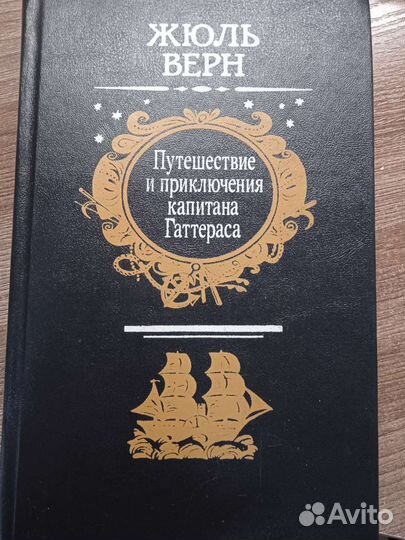 ЖЮЛЬ
ВЕРН
Путешествие
и приключения
капитана
Гаттераса
Avito